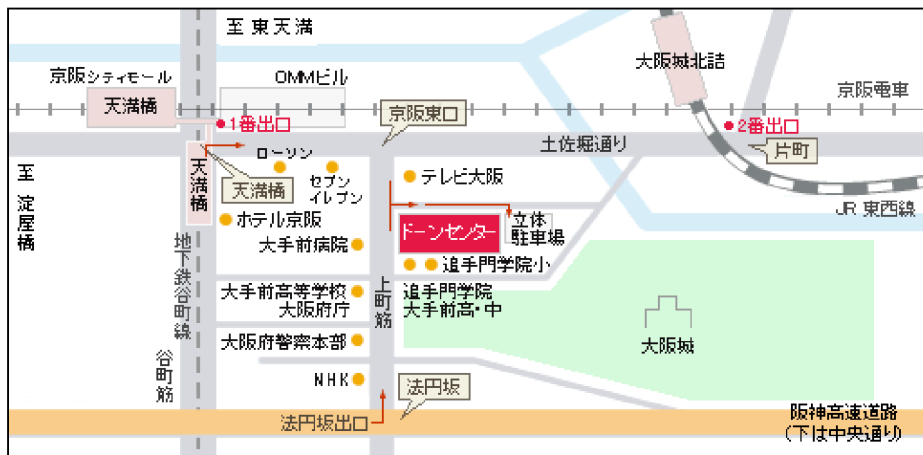 至 東天満
京阪シティモール
OMMビル
大阪城北詰
京阪電車
天満橋
1番出口
京阪東口
2番出口
土佐堀通り
片町
ローソン
セブン
イレブン
天満橋
天満橋
テレビ大阪
至 淀屋橋
ホテル京阪
ドーンセンター
立体
駐車場
JR東西線
大手前病院
追手門学院小
地下鉄谷町線
大手前高等学校
大阪府庁
上町筋
追手門学院
大手前高・中
大阪府警察本部
大阪城
谷町筋
NHK
法円坂
法円坂出口
阪神高速道路
(下は中央通り)